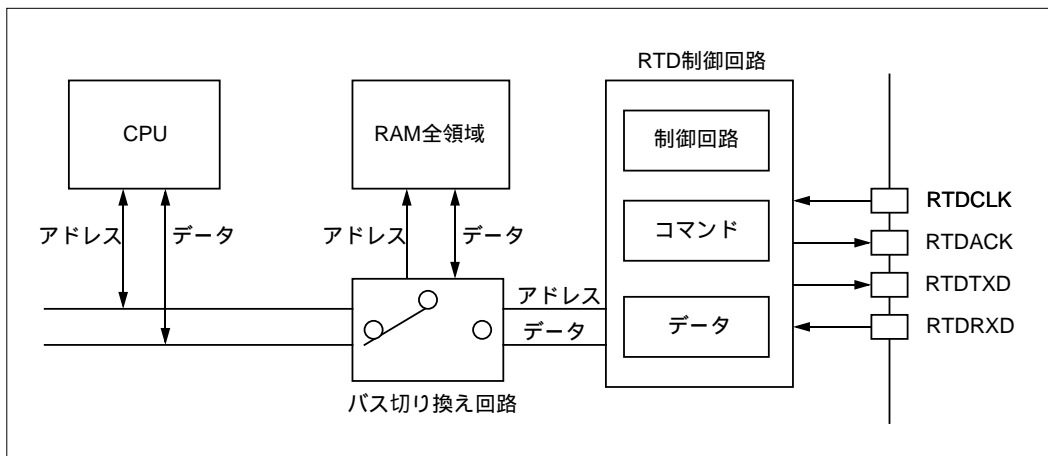 RTD制御回路
CPU
RAM全領域
制御回路
コマンド
データ
RTDCLK
RTDACK
RTDTXD
RTDRXD
アドレス
データ
アドレス
データ
アドレス
データ
バス切り換え回路